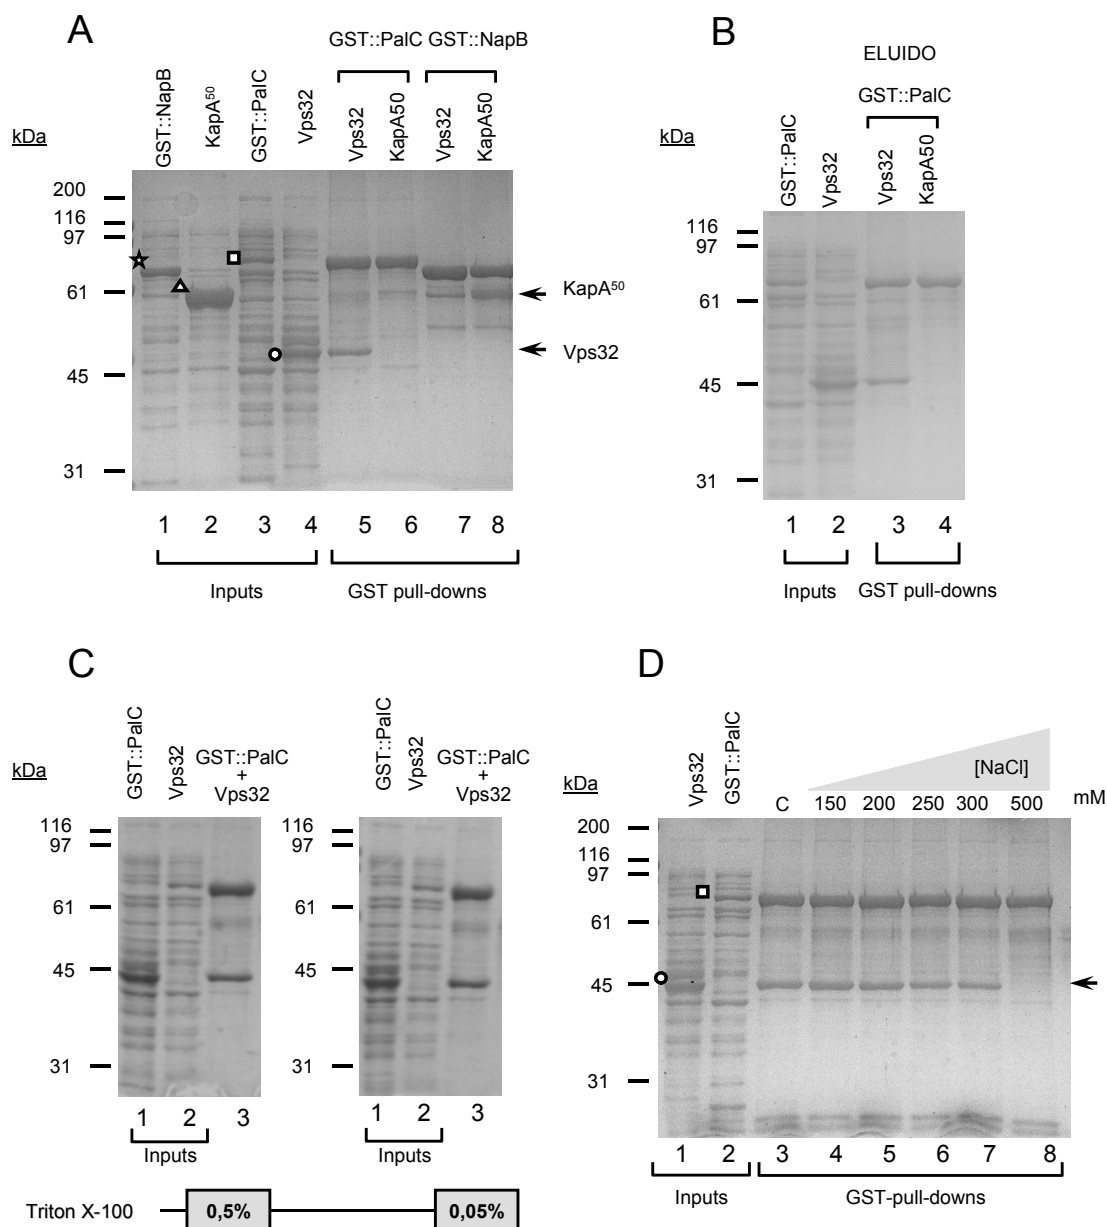 A
GST::PalC GST::NapB
kDa
GST::NapB
KapA⁵⁰
GST::PalC
Vps32
Vps32
KapA50
Vps32
KapA50
200
116
97
61
45
31
KapA⁵⁰
Vps32
1 2 3 4 5 6 7 8
Inputs GST pull-downs
B
ELUIDO
GST::PalC
kDa
GST::PalC
Vps32
Vps32
KapA50
116
97
61
45
31
1 2 3 4
Inputs GST pull-downs
C
kDa
GST::PalC
Vps32
GST::PalC
+
Vps32
116
97
61
45
31
1 2 3
Inputs
GST::PalC
Vps32
GST::PalC
+
Vps32
116
97
61
45
31
1 2 3
Inputs
Triton X-100 0,5% 0,05%
D
kDa
Vps32
GST::PalC
[NaCl]
C 150 200 250 300 500 mM
200
116
97
61
45
31
1 2 3 4 5 6 7 8
Inputs GST-pull-downs